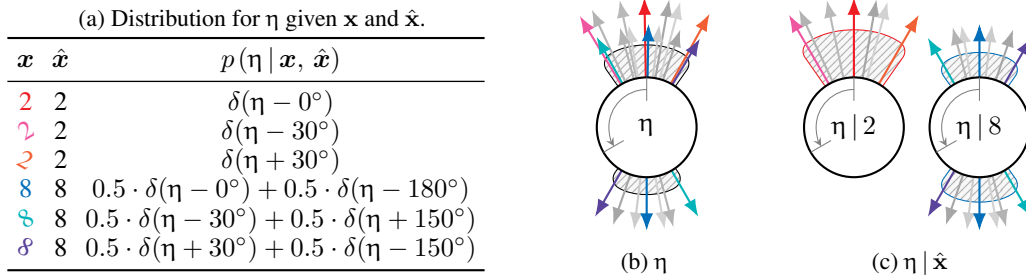 (a) Distribution for η given x and x̂.
x x̂ p(η | x, x̂)
2 2 δ(η − 0°)
2 2 δ(η − 30°)
2 2 δ(η + 30°)
8 8 0.5 · δ(η − 0°) + 0.5 · δ(η − 180°)
8 8 0.5 · δ(η − 30°) + 0.5 · δ(η + 150°)
8 8 0.5 · δ(η + 30°) + 0.5 · δ(η − 150°)
η
η | 2
η | 8
(b) η
(c) η | x̂